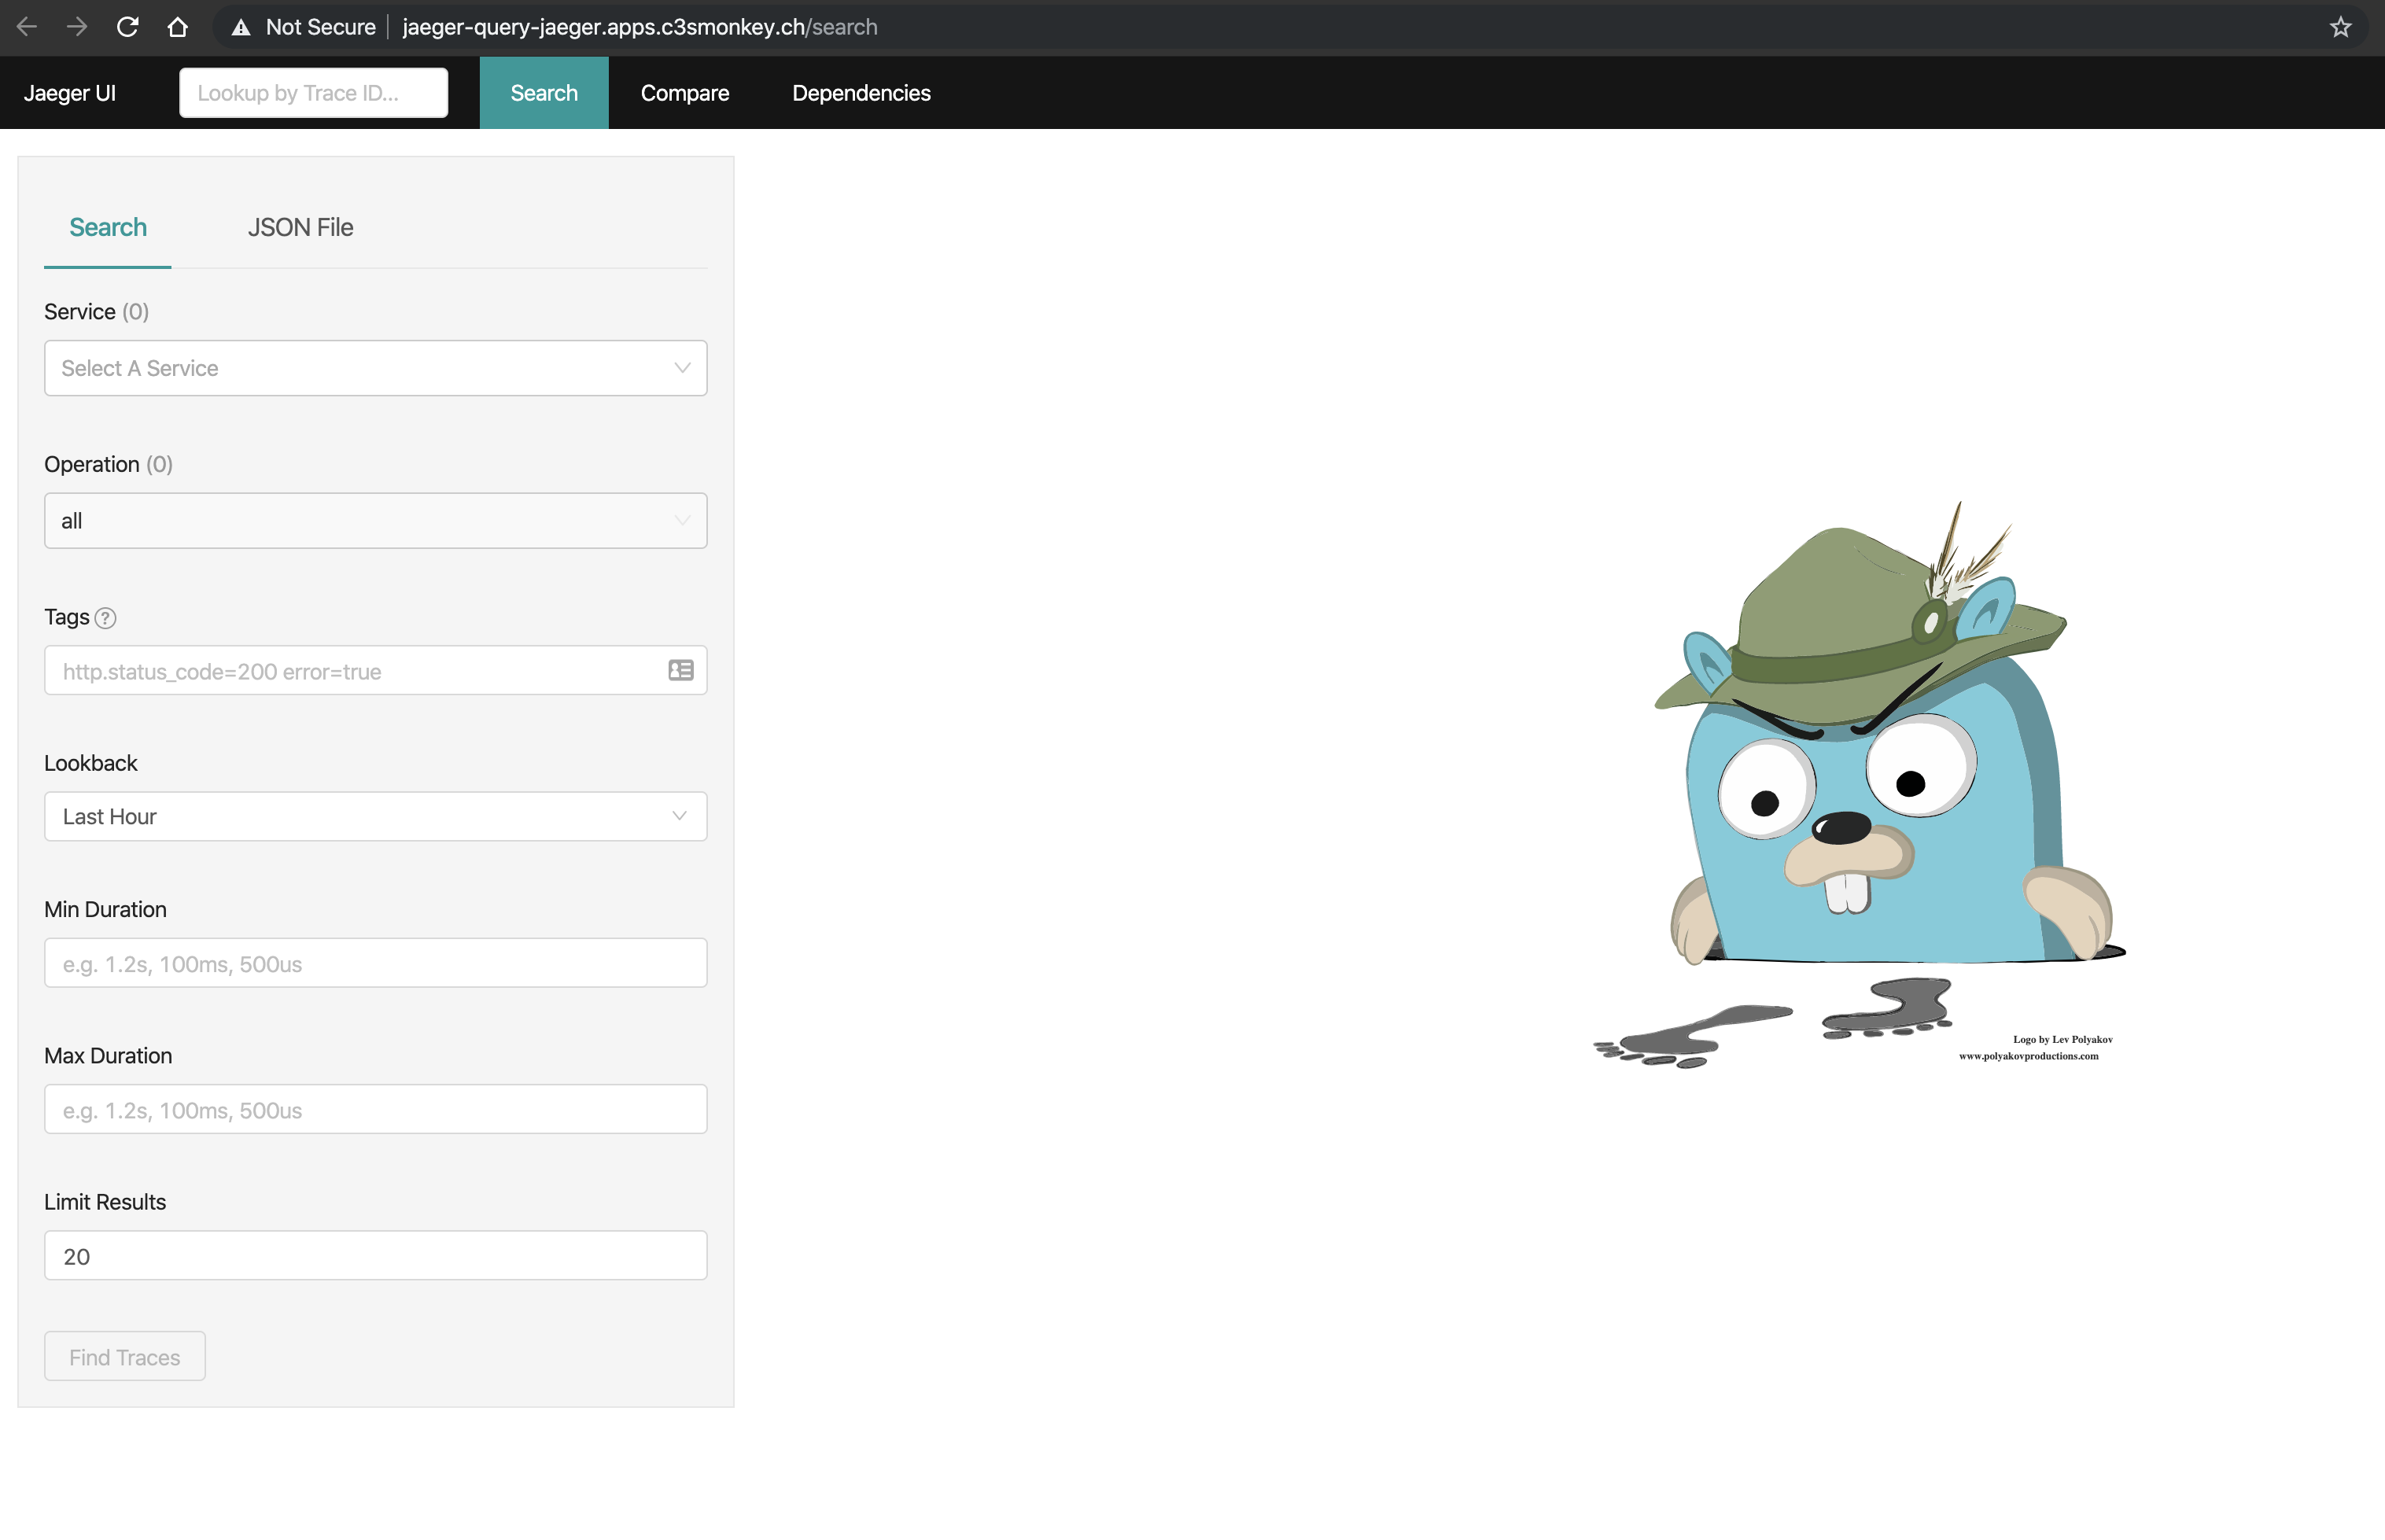 Not Secure jaeger-query-jaeger.apps.c3smonkey.ch/search
Jaeger UI Lookup by Trace ID... Search Compare Dependencies
Search JSON File
Service (0)
Select A Service
Operation (0)
all
Tags ?
http.status_code=200 error=true
Lookback
Last Hour
Min Duration
e.g. 1.2s, 100ms, 500us
Max Duration
e.g. 1.2s, 100ms, 500us
Limit Results
20
Find Traces
Logo by Lev Polyakov
www.polyakovproductions.com